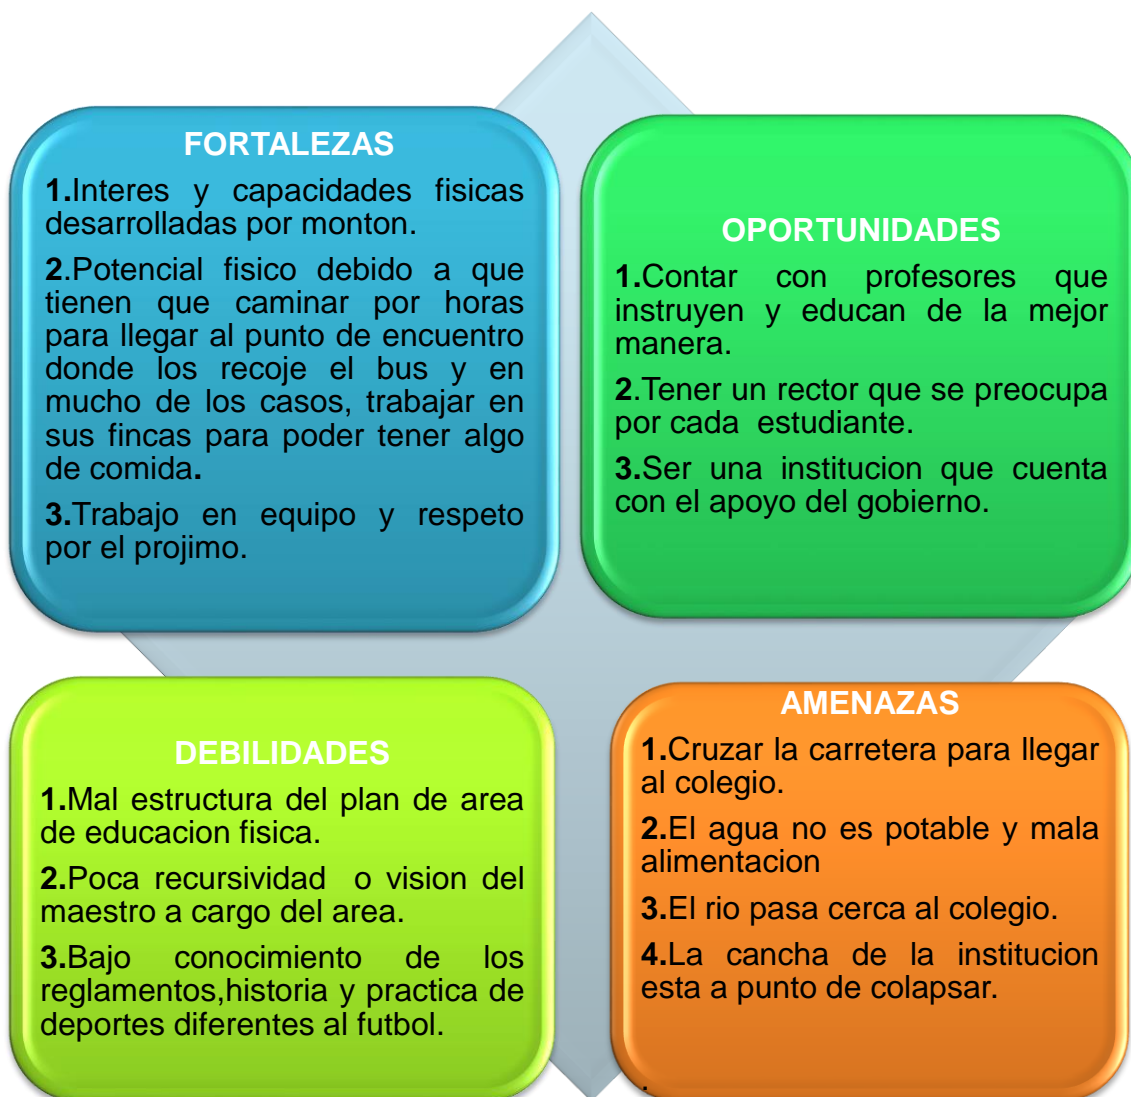 FORTALEZAS
1.Interes y capacidades fisicas
desarrolladas por monton.
2.Potencial fisico debido a que
tienen que caminar por horas
para llegar al punto de encuentro
donde los recoje el bus y en
mucho de los casos, trabajar en
sus fincas para poder tener algo
de comida.
3.Trabajo en equipo y respeto
por el projimo.
OPORTUNIDADES
1.Contar con profesores que
instruyen y educan de la mejor
manera.
2.Tener un rector que se preocupa
por cada estudiante.
3.Ser una institucion que cuenta
con el apoyo del gobierno.
DEBILIDADES
1.Mal estructura del plan de area
de educacion fisica.
2.Poca recursividad o vision del
maestro a cargo del area.
3.Bajo conocimiento de los
reglamentos,historia y practica de
deportes diferentes al futbol.
AMENAZAS
1.Cruzar la carretera para llegar
al colegio.
2.El agua no es potable y mala
alimentacion
3.El rio pasa cerca al colegio.
4.La cancha de la institucion
esta a punto de colapsar.
.